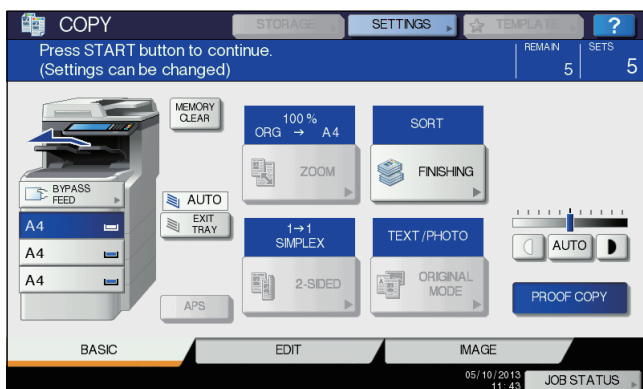 COPY
STORAGE
SETTINGS
TEMPLATE
?
Press START button to continue.
(Settings can be changed)
REMAIN
5
SETS
5
MEMORY
CLEAR
100 %
ORG → A4
ZOOM
SORT
FINISHING
BYPASS
FEED
AUTO
EXIT
TRAY
A4
A4
A4
1→1
SIMPLEX
2-SIDED
TEXT/PHOTO
ORIGINAL
MODE
AUTO
APS
PROOF COPY
BASIC
EDIT
IMAGE
05/10/2013
11:43
JOB STATUS